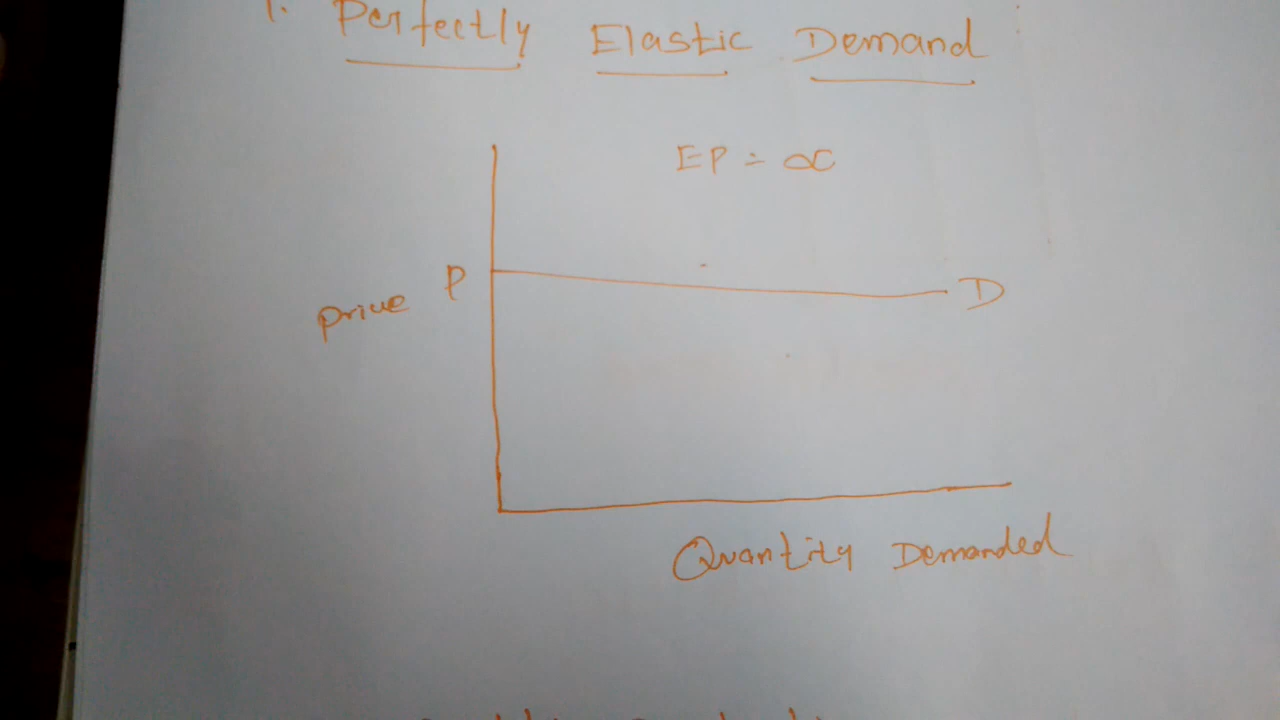 1. Perfectly Elastic Demand
EP = ∝
P
D
price
Quantity Demanded